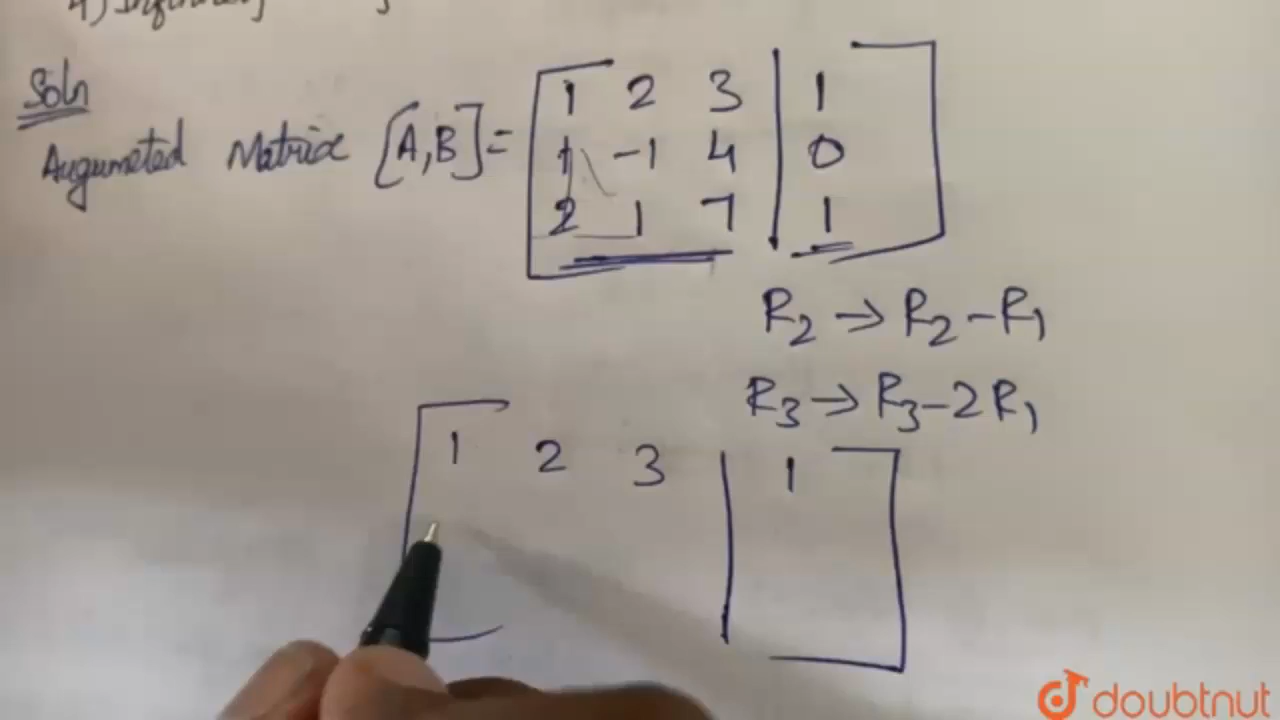 Soln
Augumeted Matrix [A,B]= [1 2 3 | 1
1 -1 4 | 0
2 1 7 | 1]
R2 → R2 - R1
R3 → R3 - 2R1
[1 2 3 | 1]
doubtnut